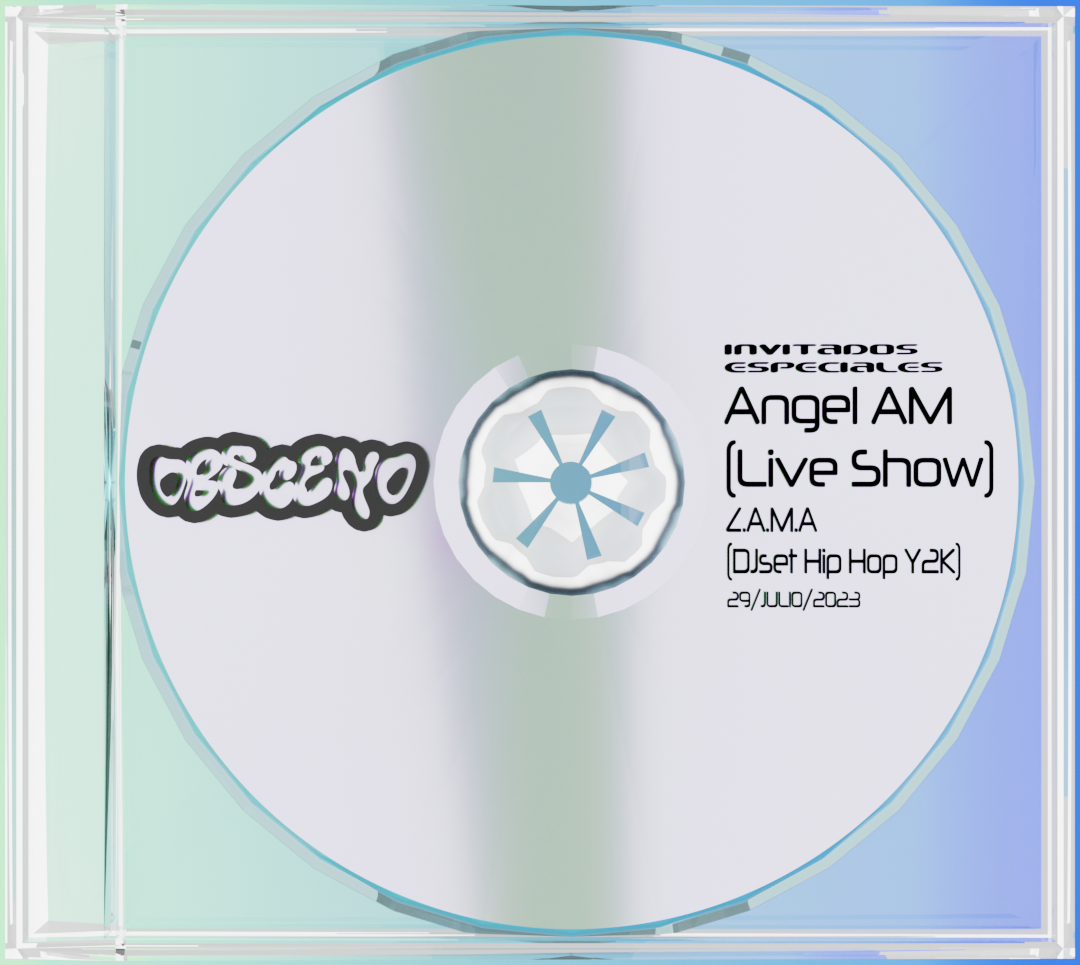 OBSCENO
INVITADOS
ESPECIALES
Angel AM
(Live Show)
L.A.M.A
(DJset Hip Hop Y2K)
29/JULIO/2023